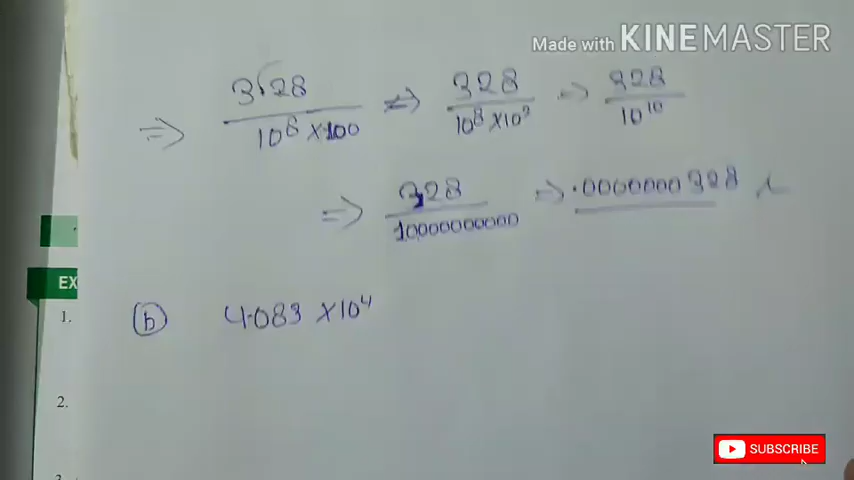 Made with KINEMASTER
⇒ 3.28 / 10⁸ × 100 ⇒ 328 / 10⁸ × 10² ⇒ 328 / 10¹⁰
⇒ 328 / 10000000000 ⇒ .0000000328
EX
1. (b) 4.083 × 10⁴
2.
3.
SUBSCRIBE